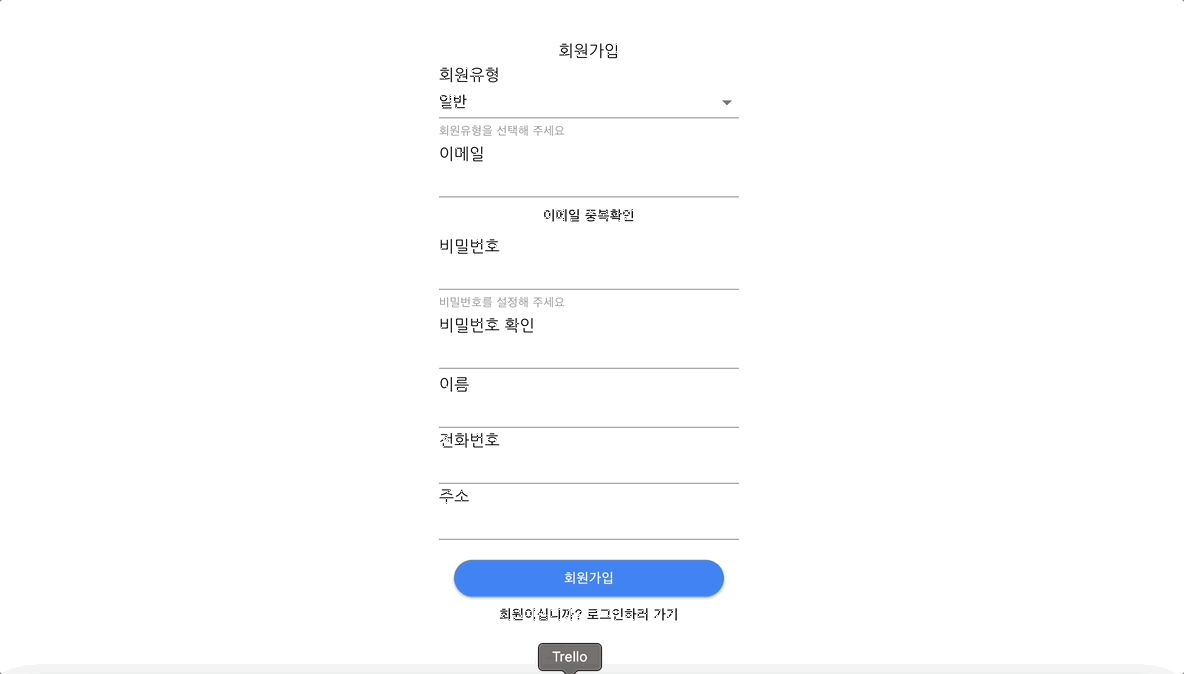 회원가입
회원유형
일반
회원유형을 선택해 주세요
이메일
이메일 중복확인
비밀번호
비밀번호를 설정해 주세요
비밀번호 확인
이름
전화번호
주소
회원가입
회원이십니까? 로그인하러 가기
Trello